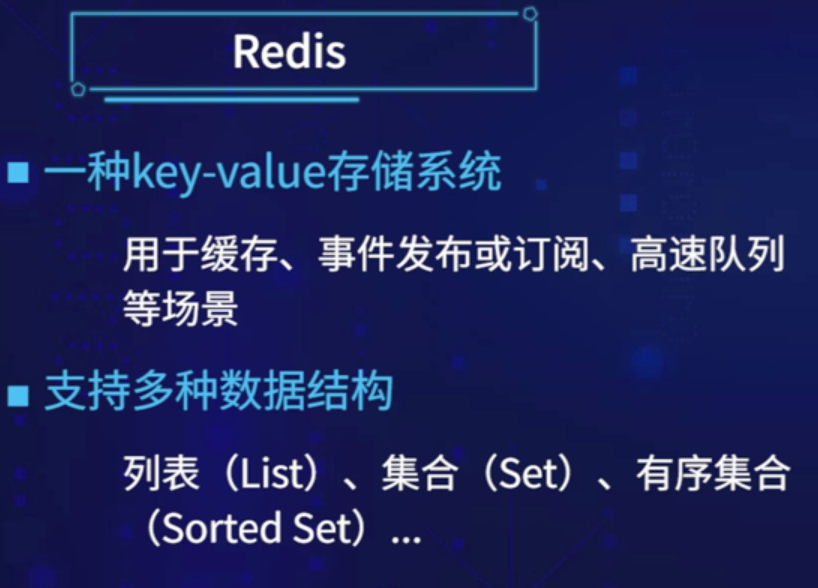 Redis
一种key-value存储系统
用于缓存、事件发布或订阅、高速队列
等场景
支持多种数据结构
列表（List）、集合（Set）、有序集合
（Sorted Set）...